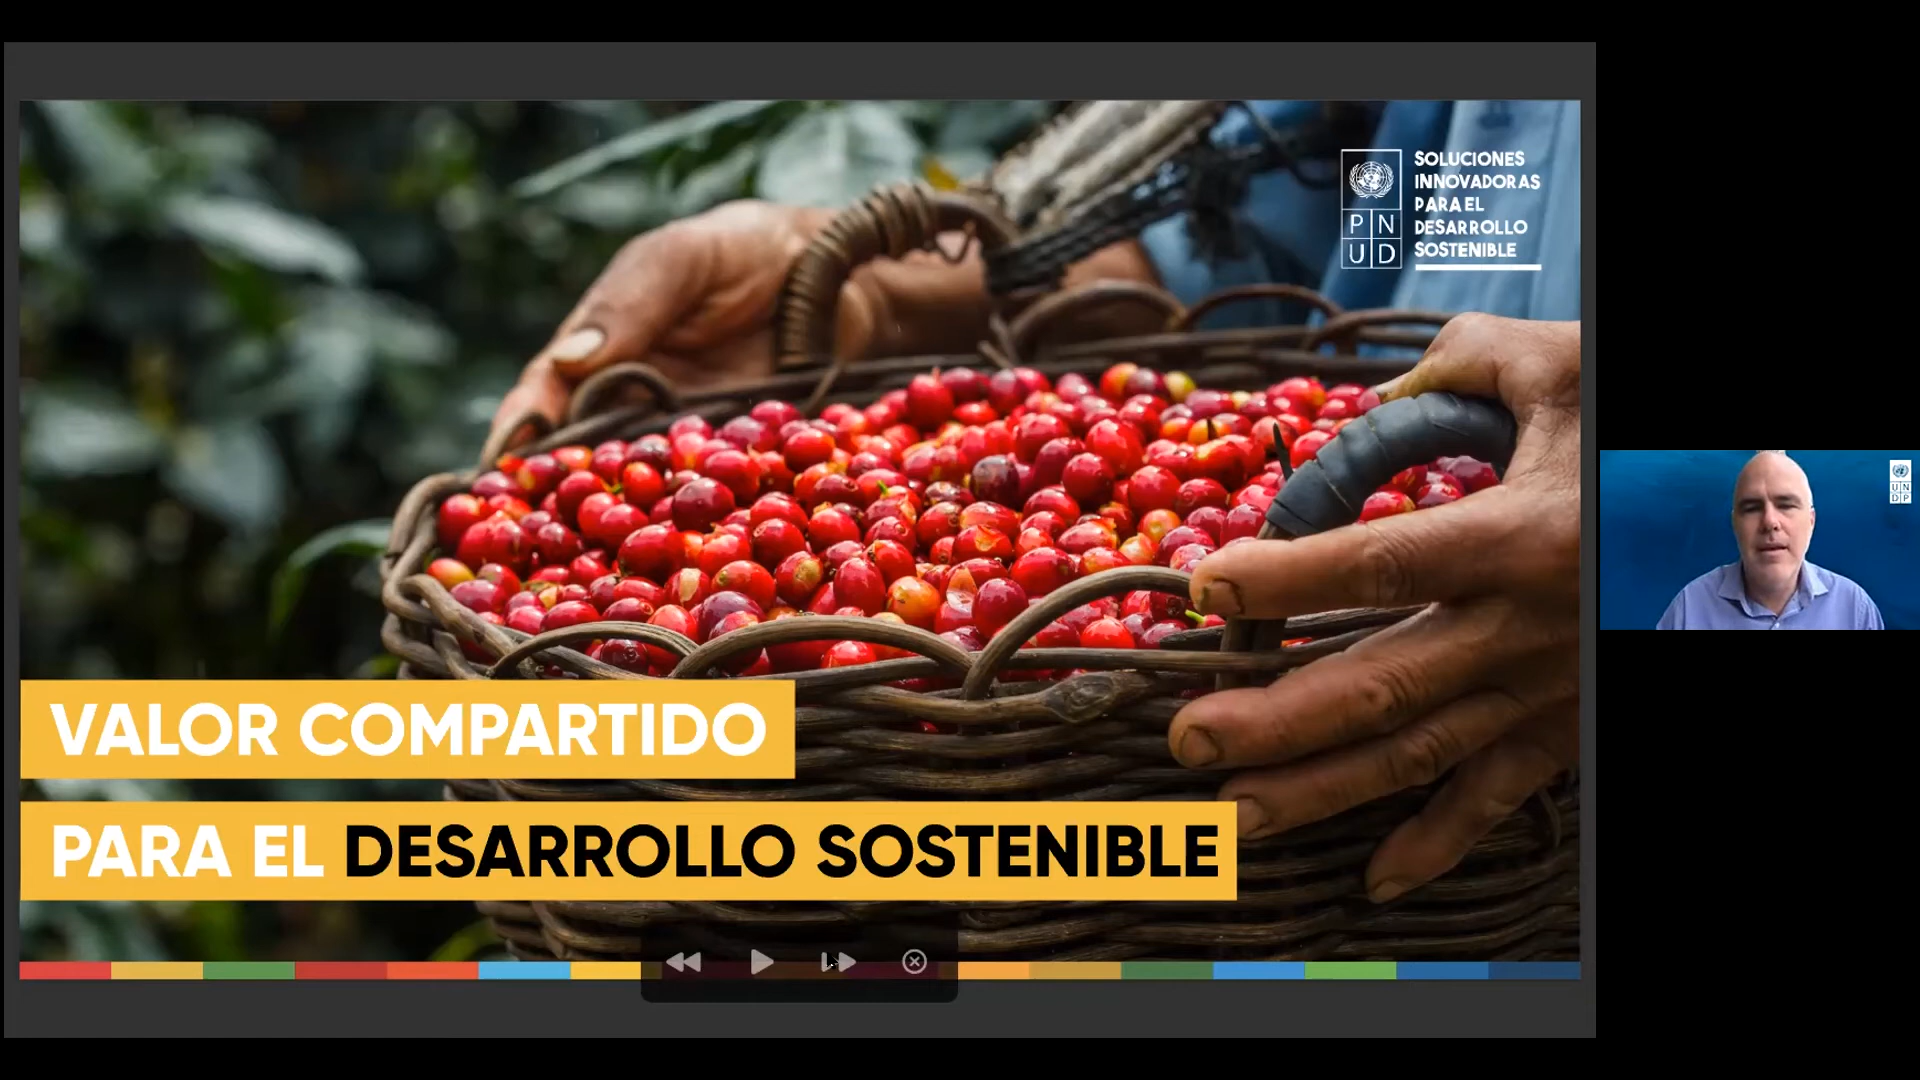 SOLUCIONES
INNOVADORAS
PARA EL
DESARROLLO
SOSTENIBLE
P N
U D
U N
D P
VALOR COMPARTIDO
PARA EL DESARROLLO SOSTENIBLE